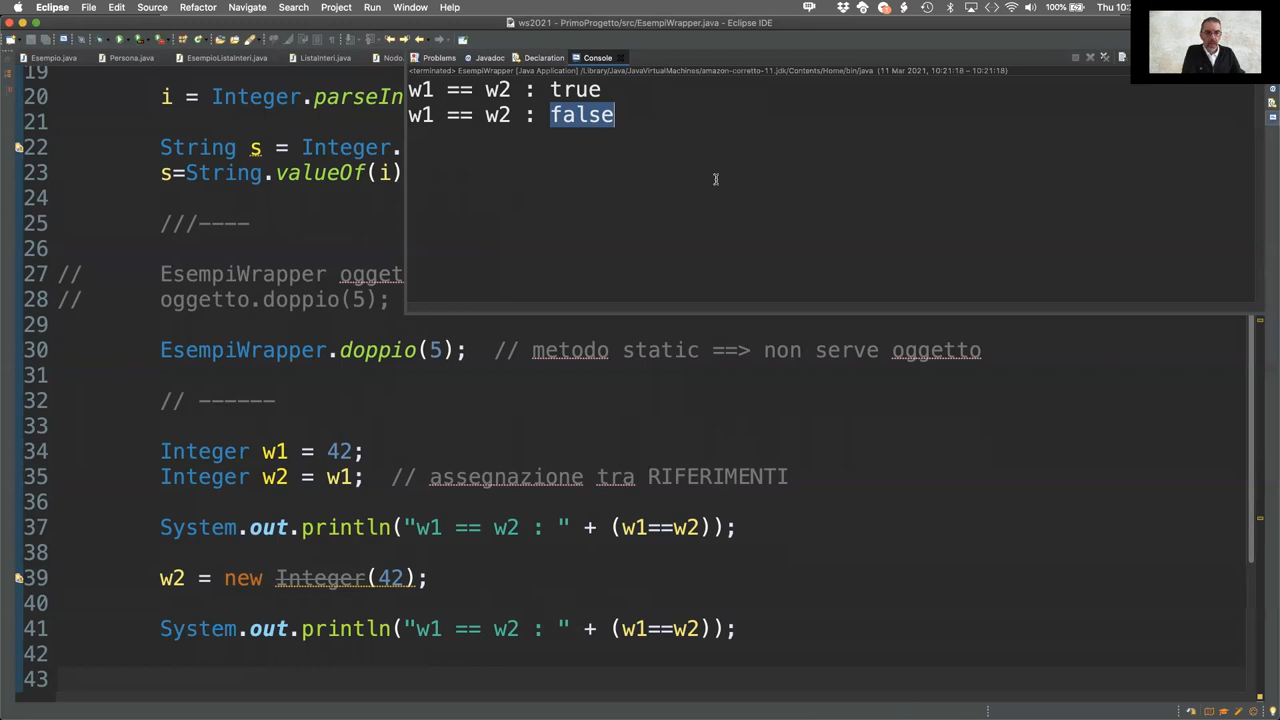 Eclipse File Edit Source Refactor Navigate Search Project Run Window Help 100% Thu 10:
ws2021 - PrimoProgetto/src/EsempiWrapper.java - Eclipse IDE
Esempio.java Persona.java EsempioListaInteri.java ListaInteri.java Nodo. Problems Javadoc Declaration Console
<terminated> EsempiWrapper [Java Application] /Library/Java/JavaVirtualMachines/amazon-corretto-11.jdk/Contents/Home/bin/java (11 Mar 2021, 10:21:18 – 10:21:18)
w1 == w2 : true
w1 == w2 : false
19
20 i = Integer.parseIn
21
22 String s = Integer.
23 s=String.valueOf(i)
24
25 ///----
26
27 // EsempiWrapper ogget
28 // oggetto.doppio(5);
29
30 EsempiWrapper.doppio(5); // metodo static ==> non serve oggetto
31
32 // ------
33
34 Integer w1 = 42;
35 Integer w2 = w1; // assegnazione tra RIFERIMENTI
36
37 System.out.println("w1 == w2 : " + (w1==w2));
38
39 w2 = new Integer(42);
40
41 System.out.println("w1 == w2 : " + (w1==w2));
42
43